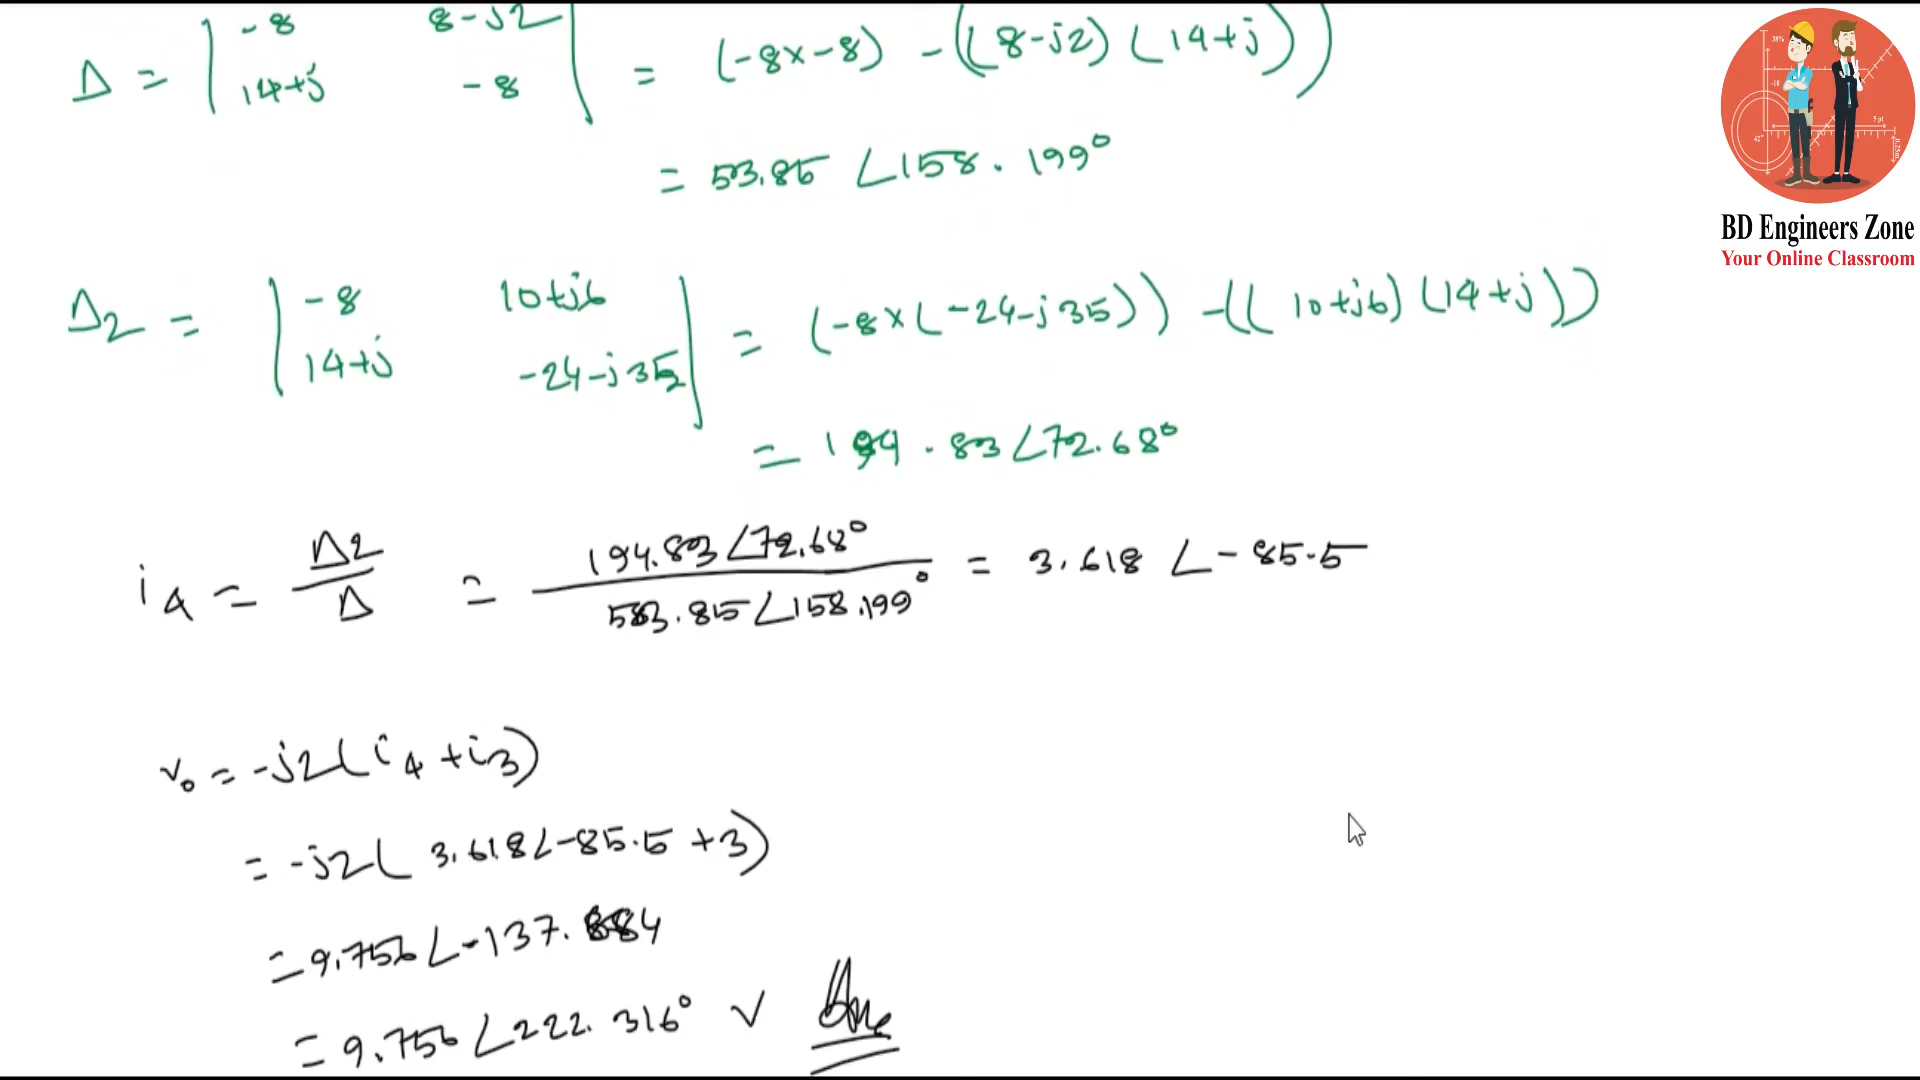 Δ = | -8 8-j2 | = (-8x-8) -((8-j2) (14+j))
| 14+j -8 |
= 53.85 ∠158.199°
Δ2 = | -8 10+j6 | = (-8x(-24-j35)) -((10+j6)(14+j))
| 14+j -24-j35 |
= 194.83∠72.68°
i4 = Δ2/Δ = 194.83∠72.68°/53.85∠158.199° = 3.618 ∠-85.5
v0 = -j2(i4+i3)
= -j2(3.618∠-85.5+3)
= 9.756∠-137.684
= 9.756∠222.316° V Ans
BD Engineers Zone
Your Online Classroom